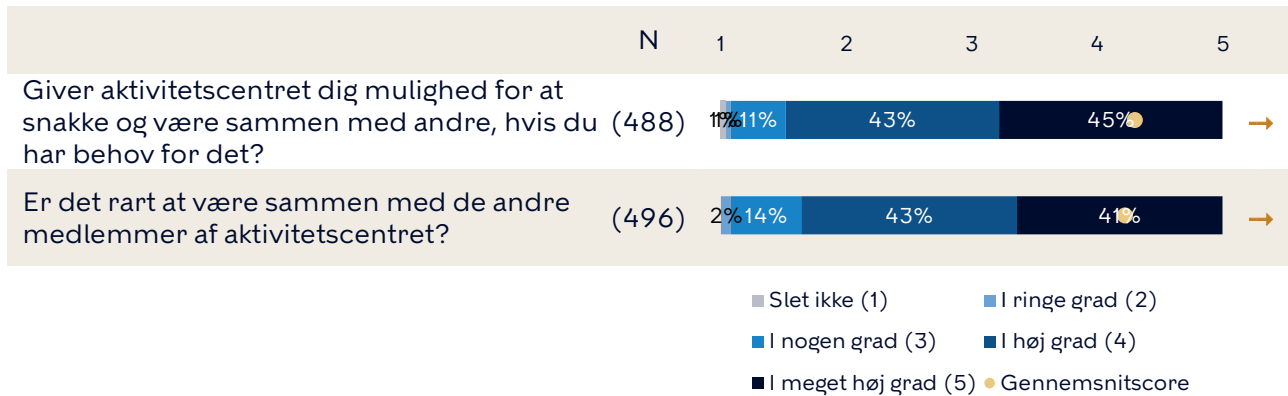 N 1 2 3 4 5
Giver aktivitetscentret dig mulighed for at
snakke og være sammen med andre, hvis du
har behov for det?
(488) 1% 1% 11% 43% 45% →
Er det rart at være sammen med de andre
medlemmer af aktivitetscentret?
(496) 2% 14% 43% 41% →
Slet ikke (1) I ringe grad (2)
I nogen grad (3) I høj grad (4)
I meget høj grad (5) Gennemsnitscore